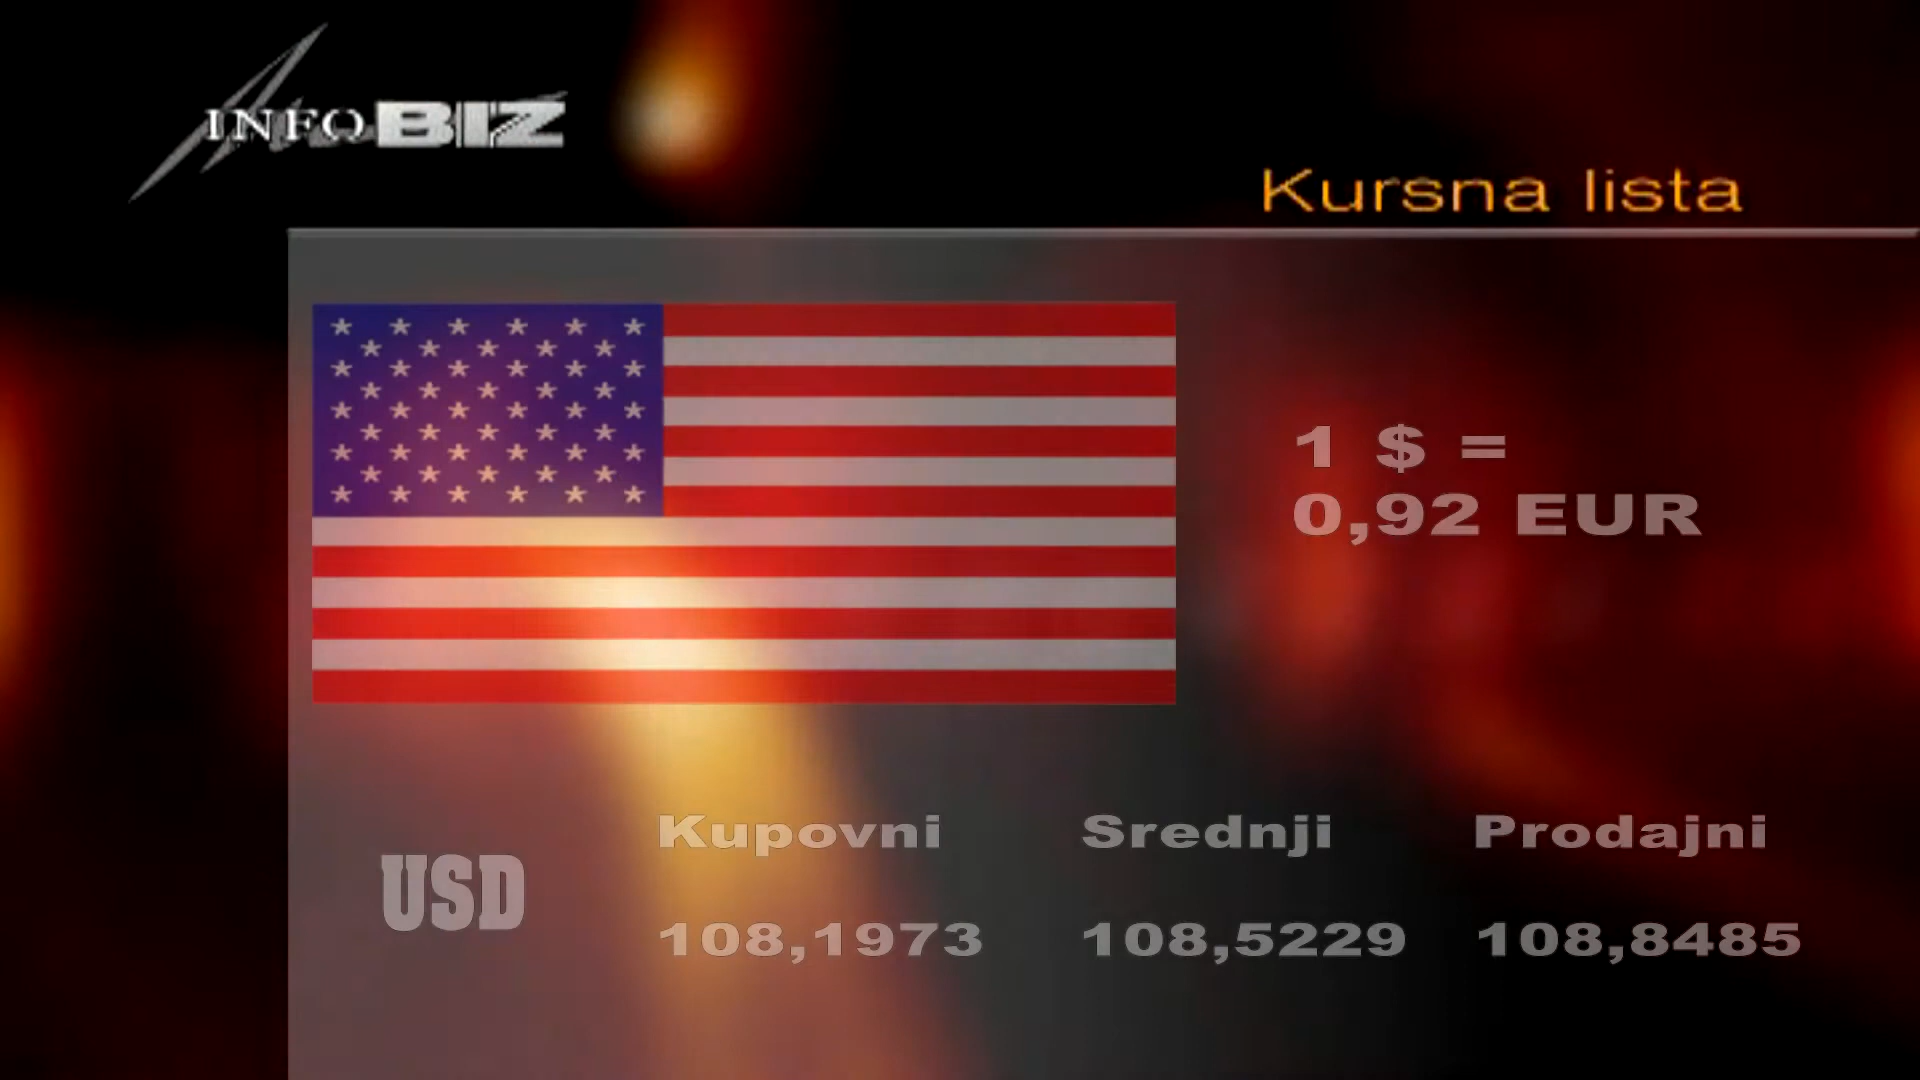 INFO BIZ
Kursna lista
1 $ =
0,92 EUR
Kupovni Srednji Prodajni
USD
108,1973 108,5229 108,8485